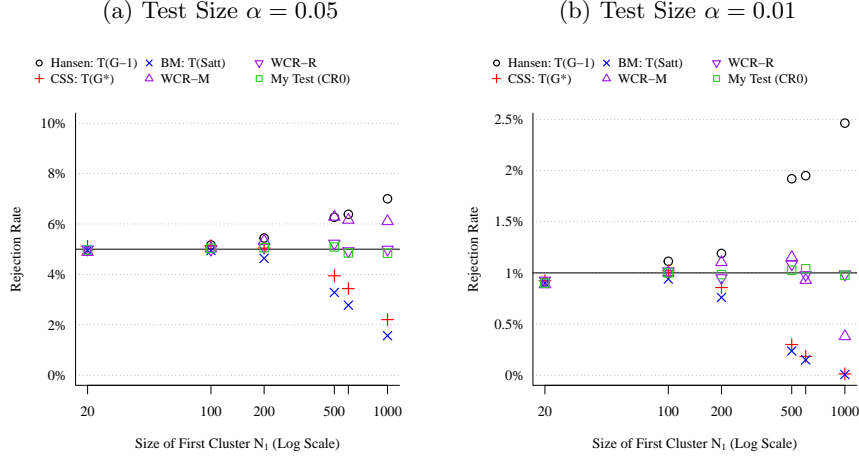 (a) Test Size α = 0.05
Hansen: T(G−1) BM: T(Satt) WCR−R
CSS: T(G*) WCR−M My Test (CR0)
10%
8%
6%
4%
2%
0%
Rejection Rate
20 100 200 500 1000
Size of First Cluster N₁ (Log Scale)
(b) Test Size α = 0.01
Hansen: T(G−1) BM: T(Satt) WCR−R
CSS: T(G*) WCR−M My Test (CR0)
2.5%
2%
1.5%
1%
0.5%
0%
Rejection Rate
20 100 200 500 1000
Size of First Cluster N₁ (Log Scale)